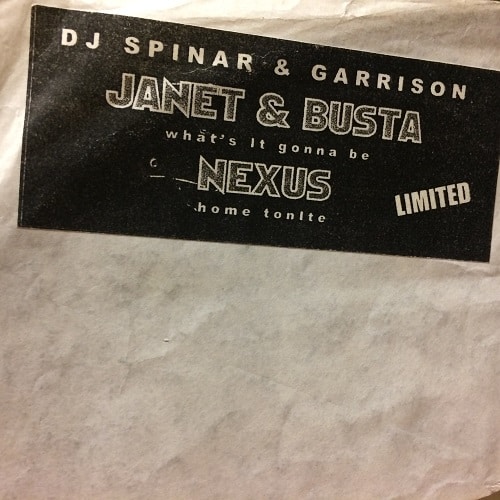 DJ SPINAR & GARRISON
JANET & BUSTA
what's It gonna be
NEXUS
LIMITED
home tonIte